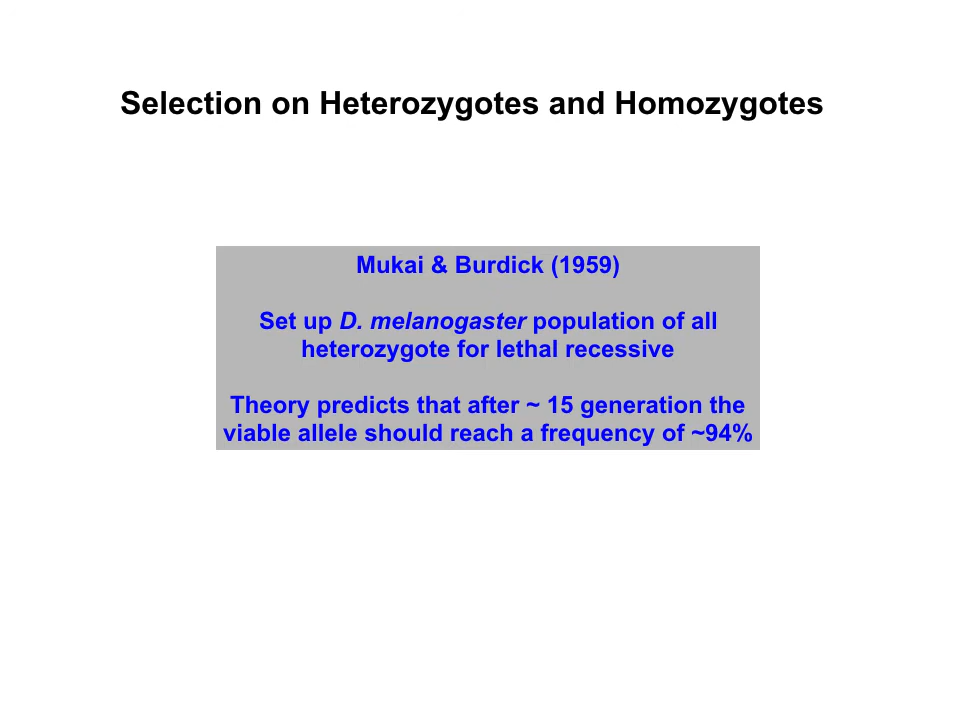 Selection on Heterozygotes and Homozygotes
Mukai & Burdick (1959)
Set up D. melanogaster population of all
heterozygote for lethal recessive
Theory predicts that after ~ 15 generation the
viable allele should reach a frequency of ~94%